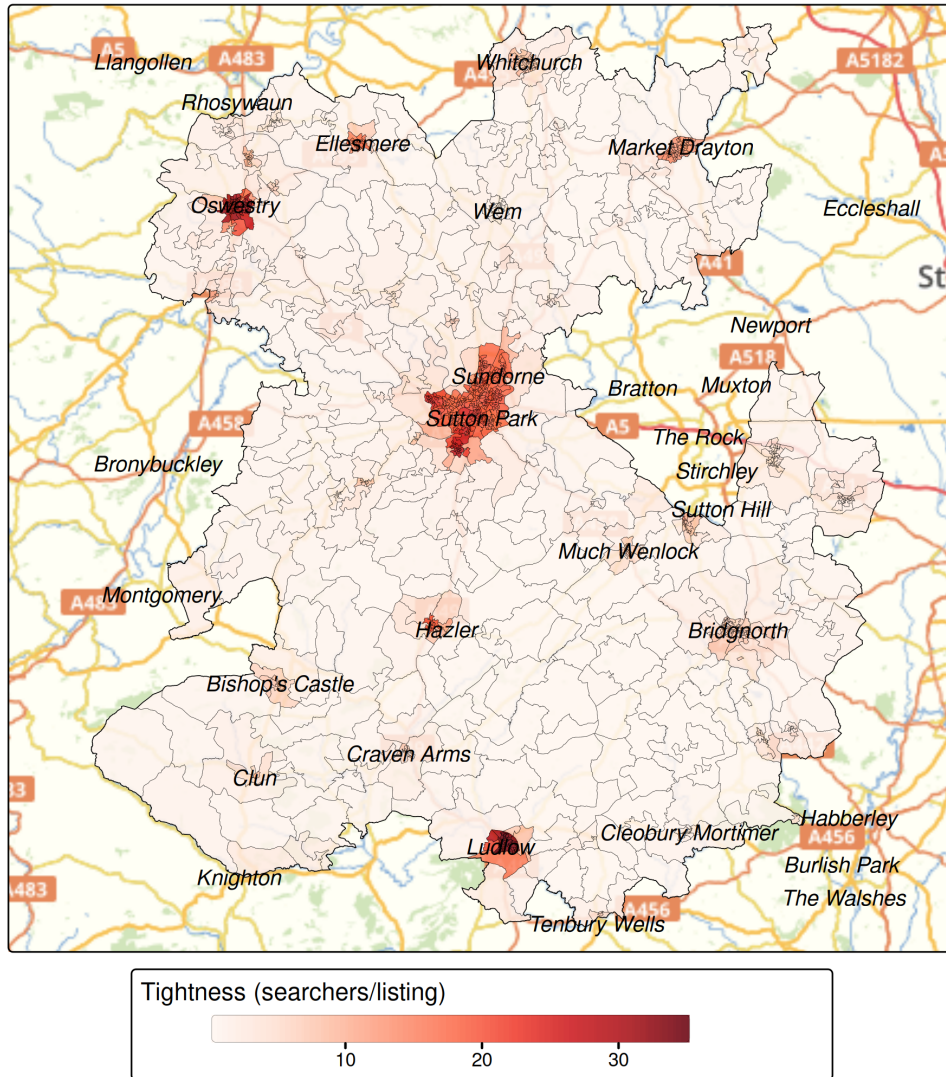 A5
Llangollen
A483
Whitchurch
A5182
Rhosywaun
Ellesmere
Market Drayton
Oswestry
Wem
Eccleshall
A41
St
Newport
A518
Sundorne
Bratton
Muxton
A458
Sutton Park
A5
The Rock
Bronybuckley
Stirchley
Sutton Hill
Much Wenlock
A483
Montgomery
Hazler
Bridgnorth
Bishop's Castle
Craven Arms
Clun
Ludlow
Cleobury Mortimer
Habberley
A456
Knighton
Burlish Park
A483
The Walshes
A456
Tenbury Wells
Tightness (searchers/listing)
10 20 30